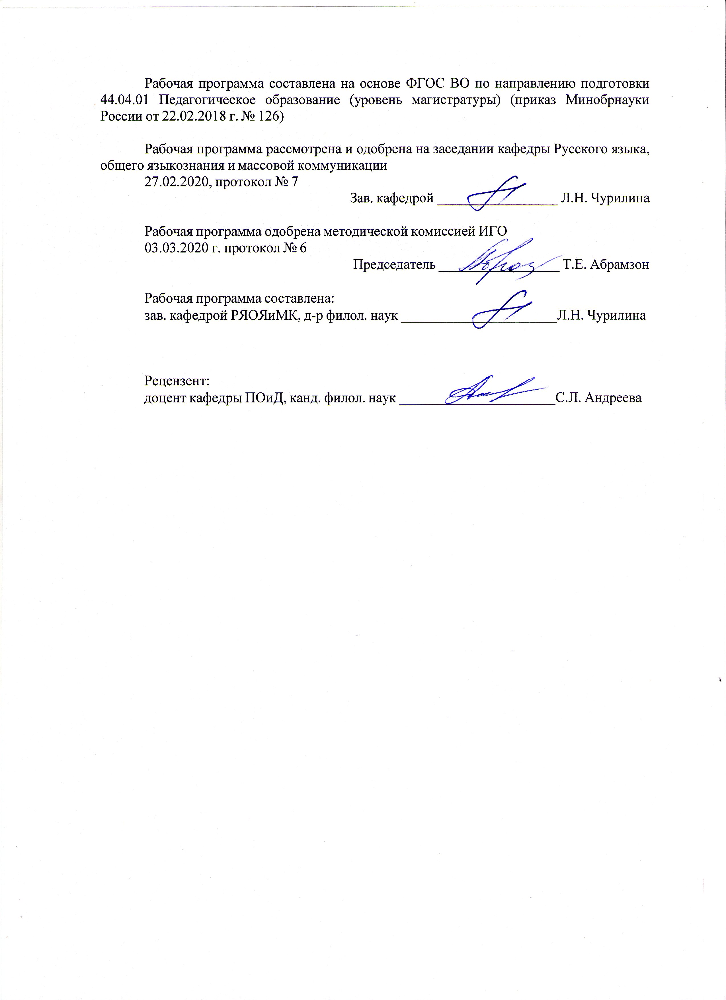 Рабочая программа составлена на основе ФГОС ВО по направлению подготовки
44.04.01 Педагогическое образование (уровень магистратуры) (приказ Минобрнауки
России от 22.02.2018 г. № 126)
Рабочая программа рассмотрена и одобрена на заседании кафедры Русского языка,
общего языкознания и массовой коммуникации
27.02.2020, протокол № 7
Зав. кафедрой ____________________ Л.Н. Чурилина
Рабочая программа одобрена методической комиссией ИГО
03.03.2020 г. протокол № 6
Председатель ____________________ Т.Е. Абрамзон
Рабочая программа составлена:
зав. кафедрой РЯОЯиМК, д-р филол. наук __________________________Л.Н. Чурилина
Рецензент:
доцент кафедры ПОиД, канд. филол. наук __________________________С.Л. Андреева